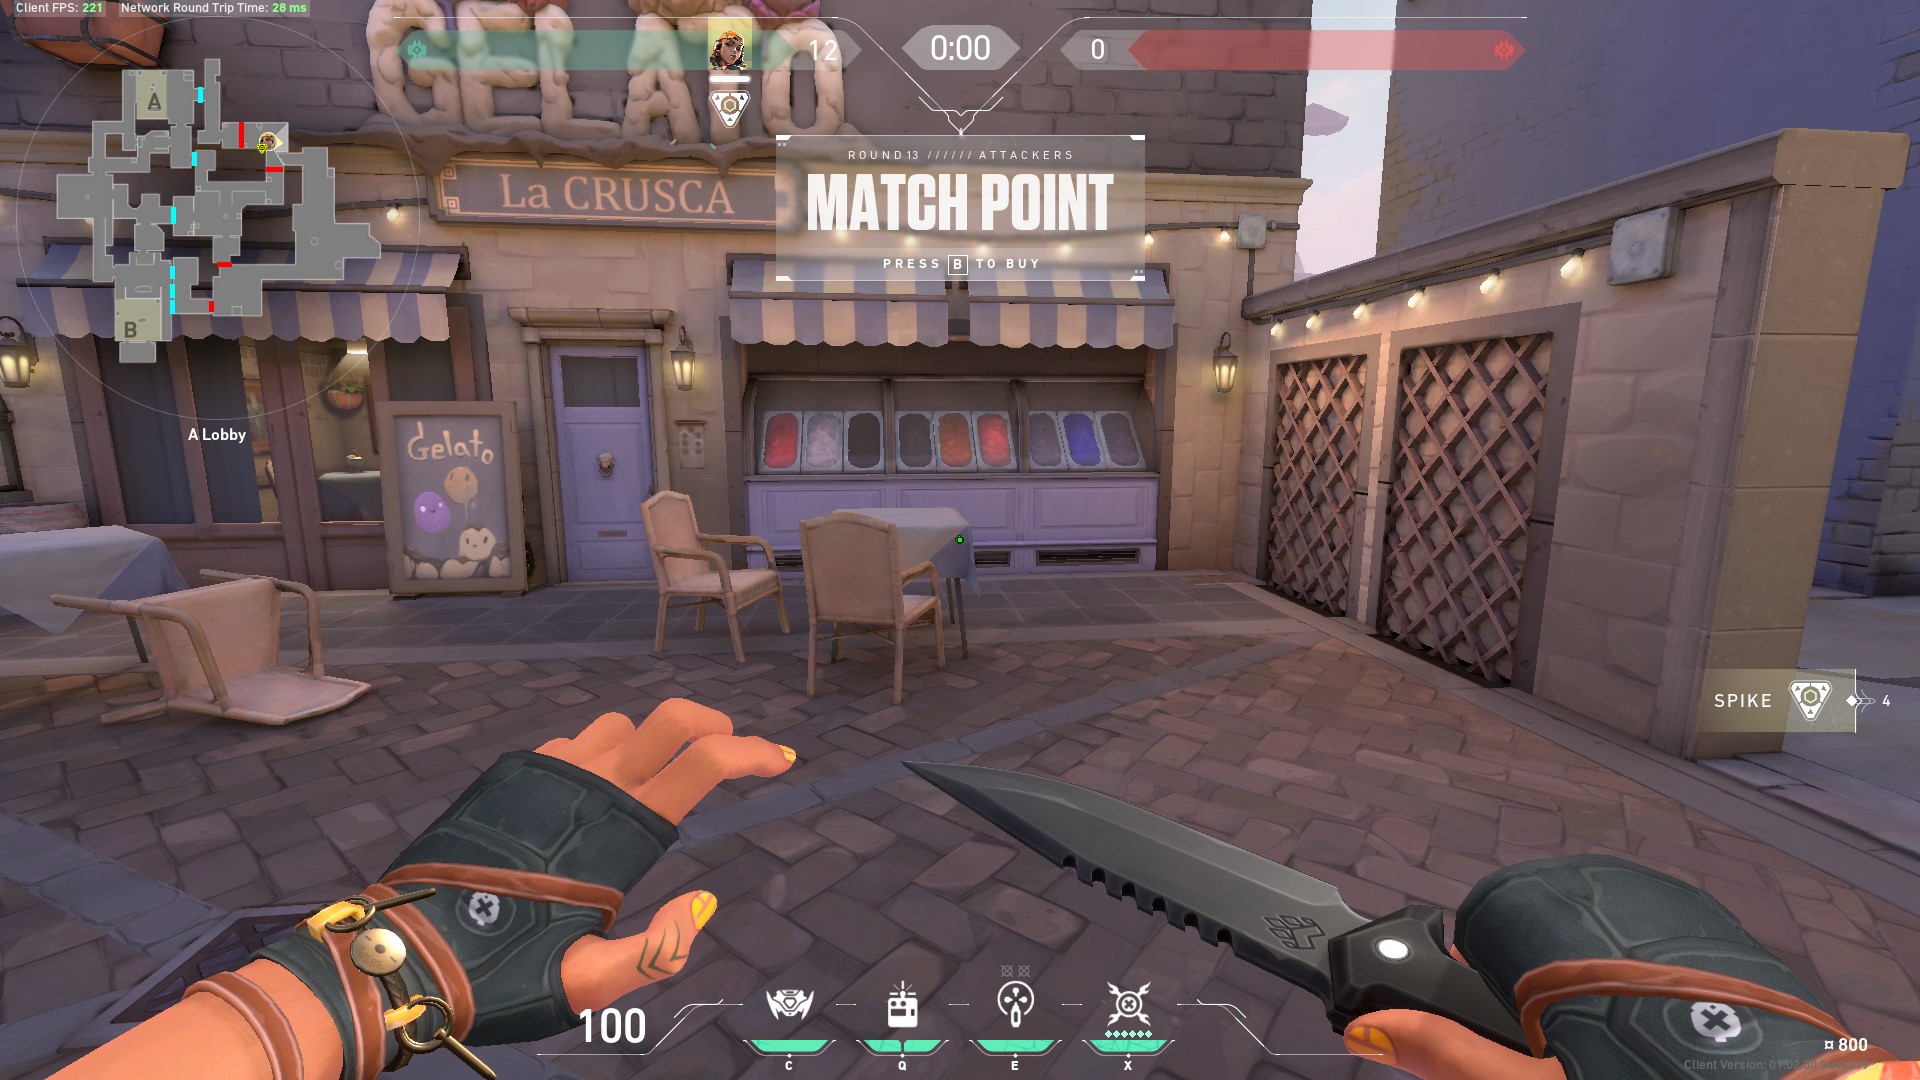 Client FPS: 221 Network Round Trip Time: 28 ms
GELATO
12
0:00
0
A
B
A Lobby
La CRUSCA
ROUND 13 ////// ATTACKERS
MATCH POINT
PRESS B TO BUY
Gelato
SPIKE
4
100
C
Q
E
X
¤ 800